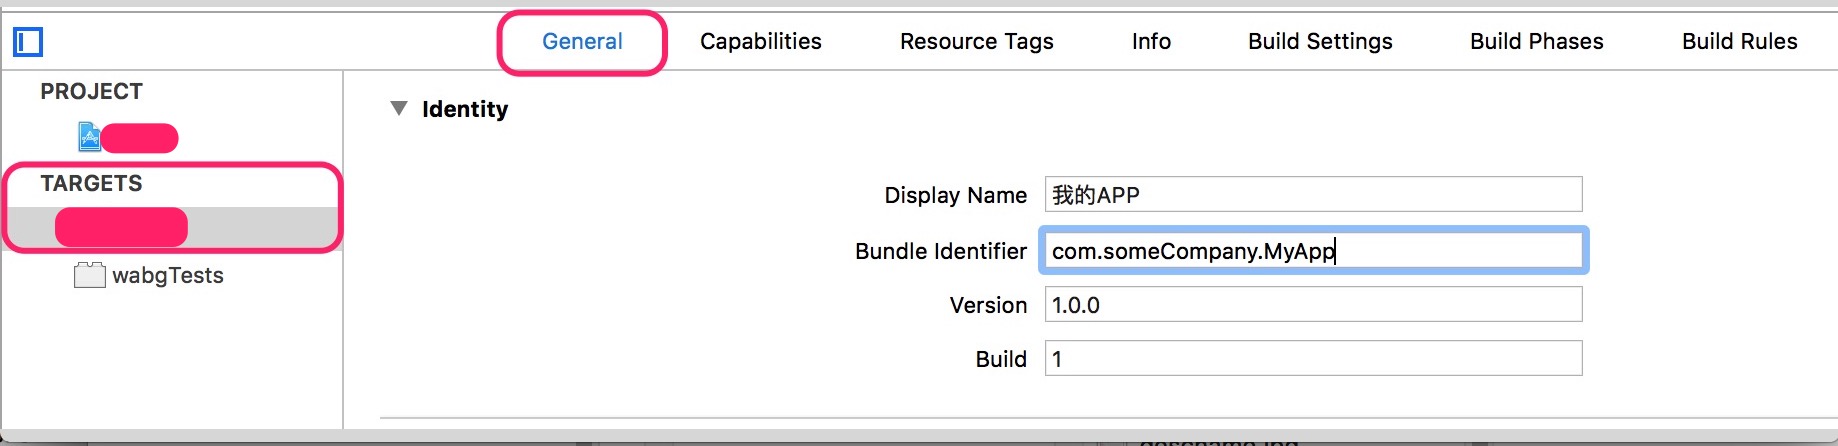 General Capabilities Resource Tags Info Build Settings Build Phases Build Rules
PROJECT
TARGETS
wabgTests
Identity
Display Name 我的APP
Bundle Identifier com.someCompany.MyApp
Version 1.0.0
Build 1